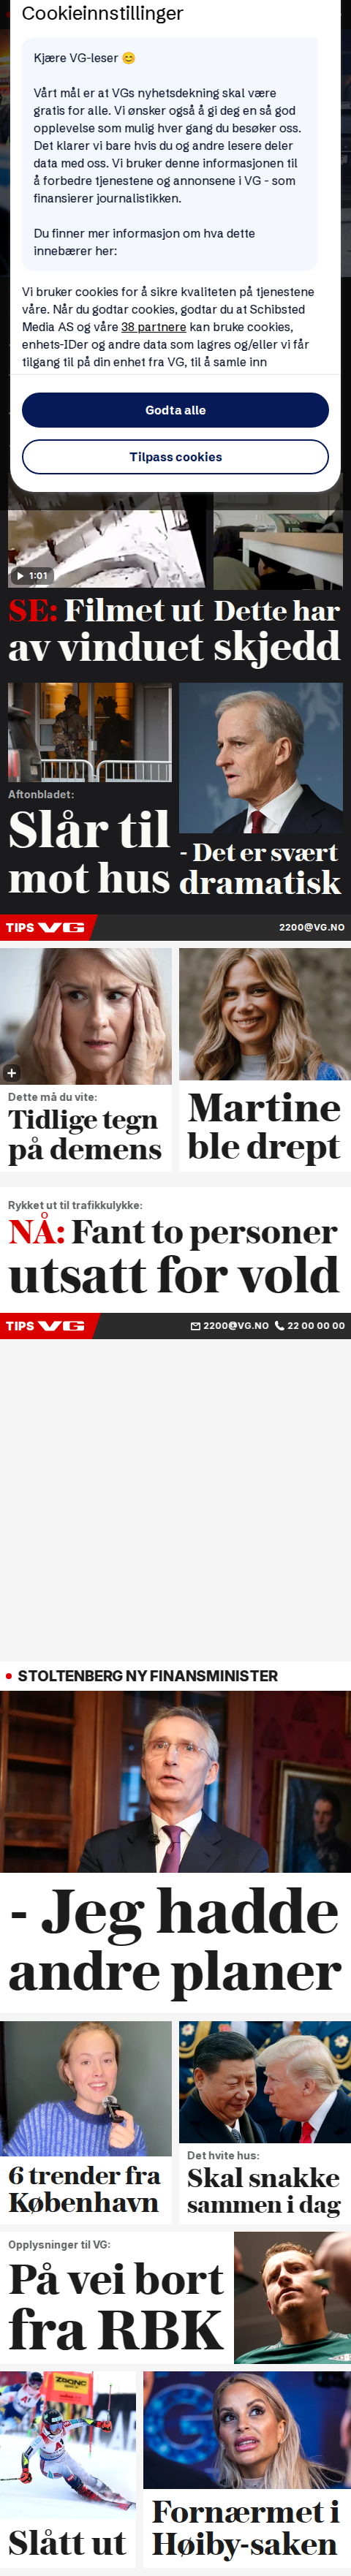 Cookieinnstillinger
Kjære VG-leser 😊
Vårt mål er at VGs nyhetsdekning skal være
gratis for alle. Vi ønsker også å gi deg en så god
opplevelse som mulig hver gang du besøker oss.
Det klarer vi bare hvis du og andre lesere deler
data med oss. Vi bruker denne informasjonen til
å forbedre tjenestene og annonsene i VG - som
finansierer journalistikken.
Du finner mer informasjon om hva dette
innebærer her:
Vi bruker cookies for å sikre kvaliteten på tjenestene
våre. Når du godtar cookies, godtar du at Schibsted
Media AS og våre 38 partnere kan bruke cookies,
enhets-IDer og andre data som lagres og/eller vi får
tilgang til på din enhet fra VG, til å samle inn
Godta alle
Tilpass cookies
1:01
SE: Filmet ut
av vinduet
Dette har
skjedd
Aftonbladet:
Slår til
mot hus
- Det er svært
dramatisk
TIPS VG
2200@VG.NO
Dette må du vite:
Tidlige tegn
på demens
Martine
ble drept
Rykket ut til trafikkulykke:
NÅ: Fant to personer
utsatt for vold
TIPS VG
2200@VG.NO 22 00 00 00
STOLTENBERG NY FINANSMINISTER
- Jeg hadde
andre planer
6 trender fra
København
Det hvite hus:
Skal snakke
sammen i dag
Opplysninger til VG:
På vei bort
fra RBK
Slått ut
Fornærmet i
Høiby-saken